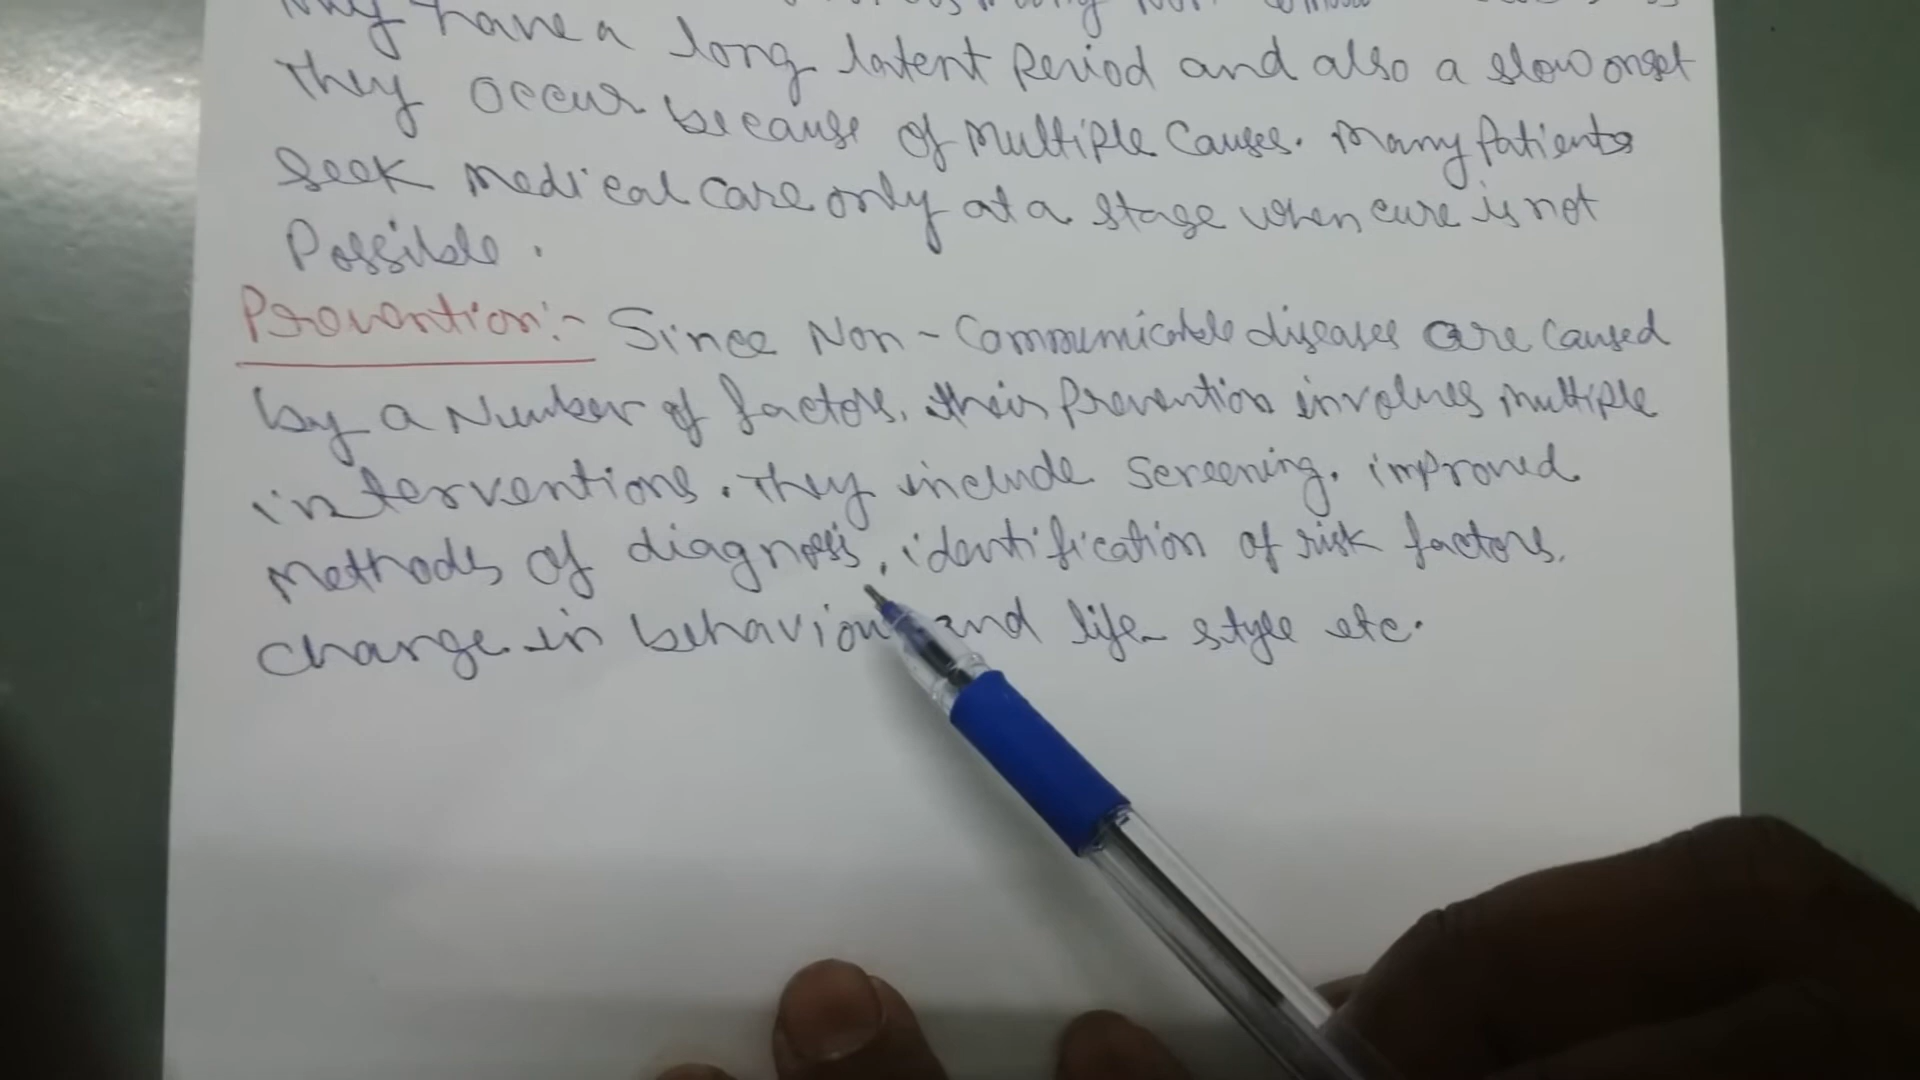 They have a long latent period and also a slow onset
They occur because of multiple causes. Many Patients
Seek medical care only at a stage when cure is not
Possible.
Prevention:- Since Non-Communicable diseases are caused
by a Number of factors, their prevention involves multiple
interventions. They include Screening, improved
methods of diagnosis, identification of risk factors,
change in behaviour and life-style etc.